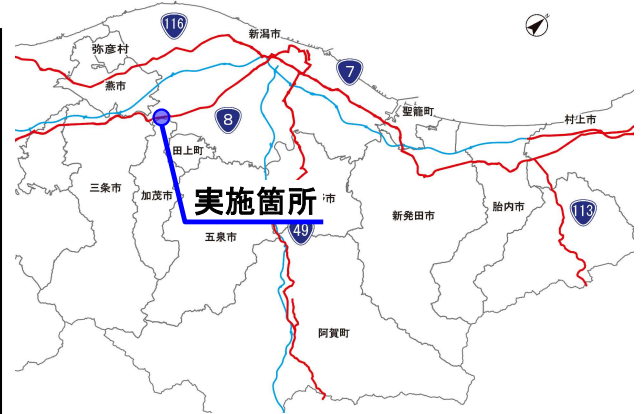 116
新潟市
弥彦村
7
燕市
聖籠町
8
村上市
田上町
三条市
加茂市
実施箇所
市
新発田市
胎内市
113
49
五泉市
阿賀町